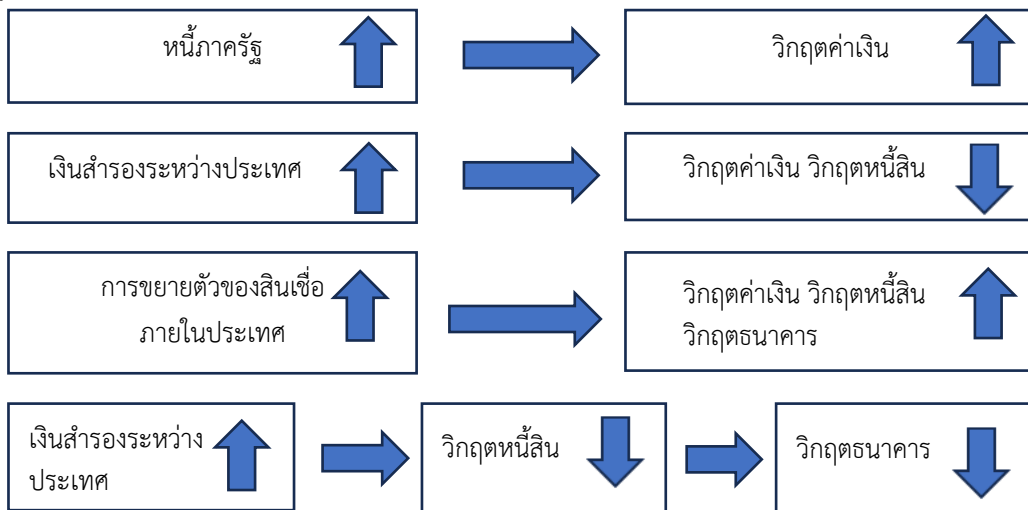 หนี้ภาครัฐ
วิกฤตค่าเงิน
เงินสำรองระหว่างประเทศ
วิกฤตค่าเงิน วิกฤตหนี้สิน
การขยายตัวของสินเชื่อ
ภายในประเทศ
วิกฤตค่าเงิน วิกฤตหนี้สิน
วิกฤตธนาคาร
เงินสำรองระหว่าง
ประเทศ
วิกฤตหนี้สิน
วิกฤตธนาคาร